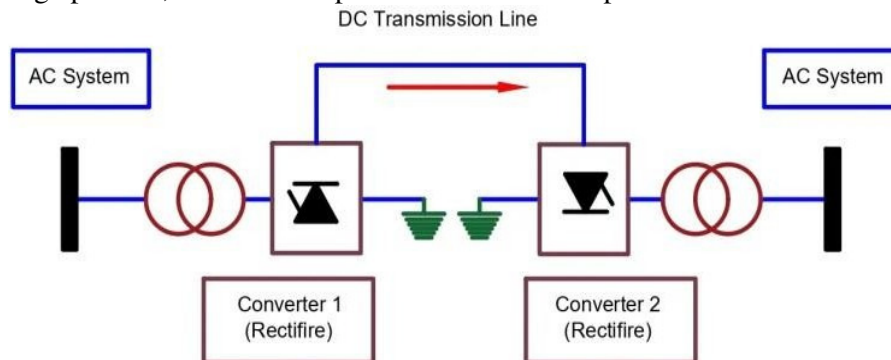 DC Transmission Line
AC System
AC System
Converter 1
(Rectifire)
Converter 2
(Rectifire)